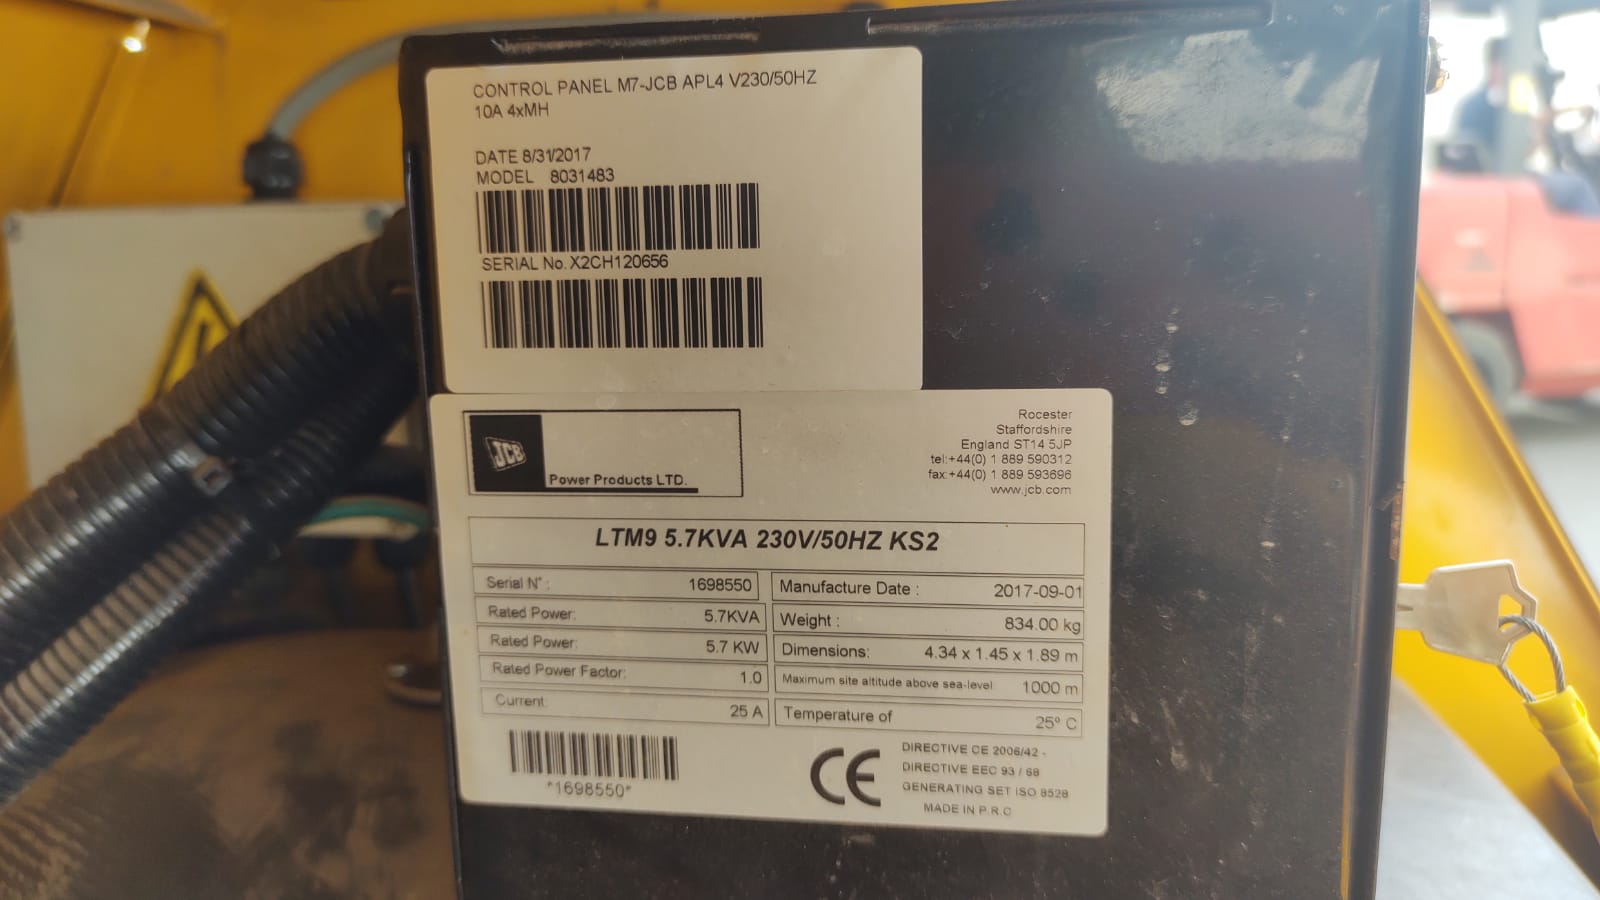 CONTROL PANEL M7-JCB APL4 V230/50HZ
10A 4xMH
DATE 8/31/2017
MODEL 8031483
SERIAL No. X2CH120656
JCB
Power Products LTD.
Rocester
Staffordshire
England ST14 5JP
tel:+44(0) 1 889 590312
fax:+44(0) 1 889 593696
www.jcb.com
LTM9 5.7KVA 230V/50HZ KS2
Serial N° : 1698550
Manufacture Date : 2017-09-01
Rated Power: 5.7KVA
Weight : 834.00 kg
Rated Power: 5.7 KW
Dimensions: 4.34 x 1.45 x 1.89 m
Rated Power Factor: 1.0
Maximum site altitude above sea-level 1000 m
Current: 25 A
Temperature of 25º C
*1698550*
CE
DIRECTIVE CE 2006/42 -
DIRECTIVE EEC 93 / 68
GENERATING SET ISO 8528
MADE IN P.R.C